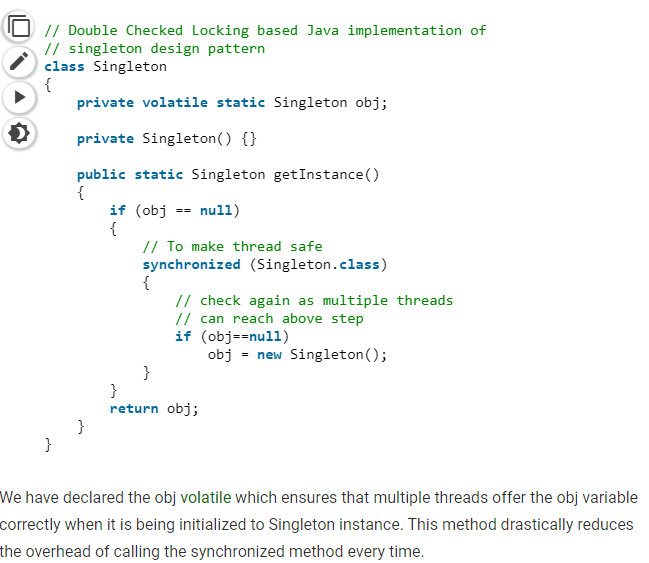 // Double Checked Locking based Java implementation of
// singleton design pattern
class Singleton
{
    private volatile static Singleton obj;

    private Singleton() {}

    public static Singleton getInstance()
    {
        if (obj == null)
        {
            // To make thread safe
            synchronized (Singleton.class)
            {
                // check again as multiple threads
                // can reach above step
                if (obj==null)
                    obj = new Singleton();
            }
        }
        return obj;
    }
}
We have declared the obj volatile which ensures that multiple threads offer the obj variable
correctly when it is being initialized to Singleton instance. This method drastically reduces
the overhead of calling the synchronized method every time.